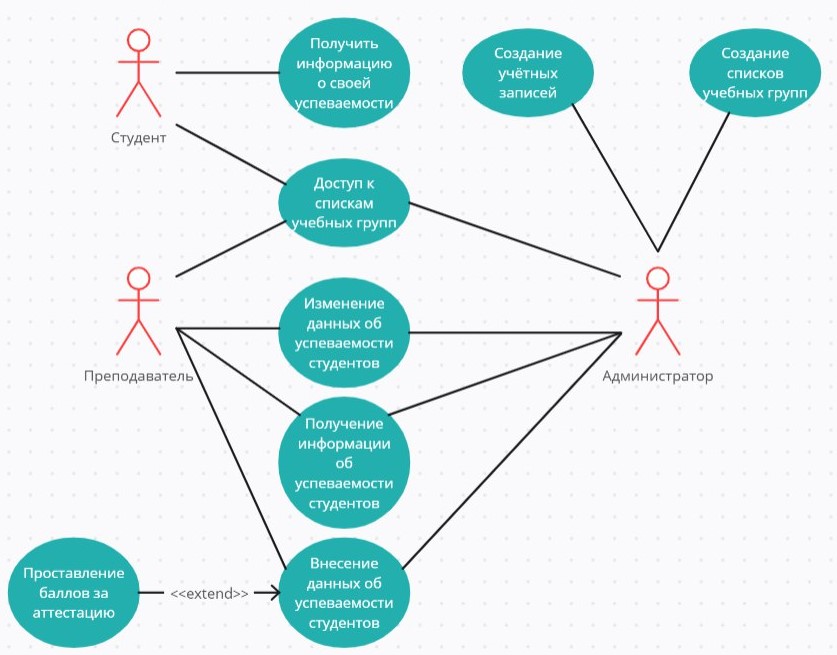 Получить
информацию
о своей
успеваемости
Создание
учётных
записей
Создание
списков
учебных групп
Студент
Доступ к
спискам
учебных групп
Изменение
данных об
успеваемости
студентов
Преподаватель
Администратор
Получение
информации
об
успеваемости
студентов
Проставление
баллов за
аттестацию
<<extend>>
Внесение
данных об
успеваемости
студентов